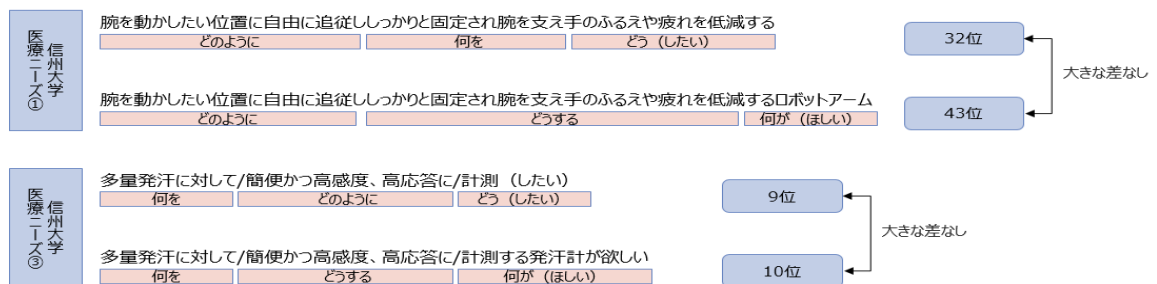 信州大学
医療ニーズ①
腕を動かしたい位置に自由に追従ししっかりと固定され腕を支え手のふるえや疲れを低減する
どのように 何を どう（したい）
32位
大きな差なし
腕を動かしたい位置に自由に追従ししっかりと固定され腕を支え手のふるえや疲れを低減するロボットアーム
どのように どうする 何が（ほしい）
43位
信州大学
医療ニーズ③
多量発汗に対して/簡便かつ高感度、高応答に/計測（したい）
何を どのように どう（したい）
9位
大きな差なし
多量発汗に対して/簡便かつ高感度、高応答に/計測する発汗計が欲しい
何を どうする 何が（ほしい）
10位